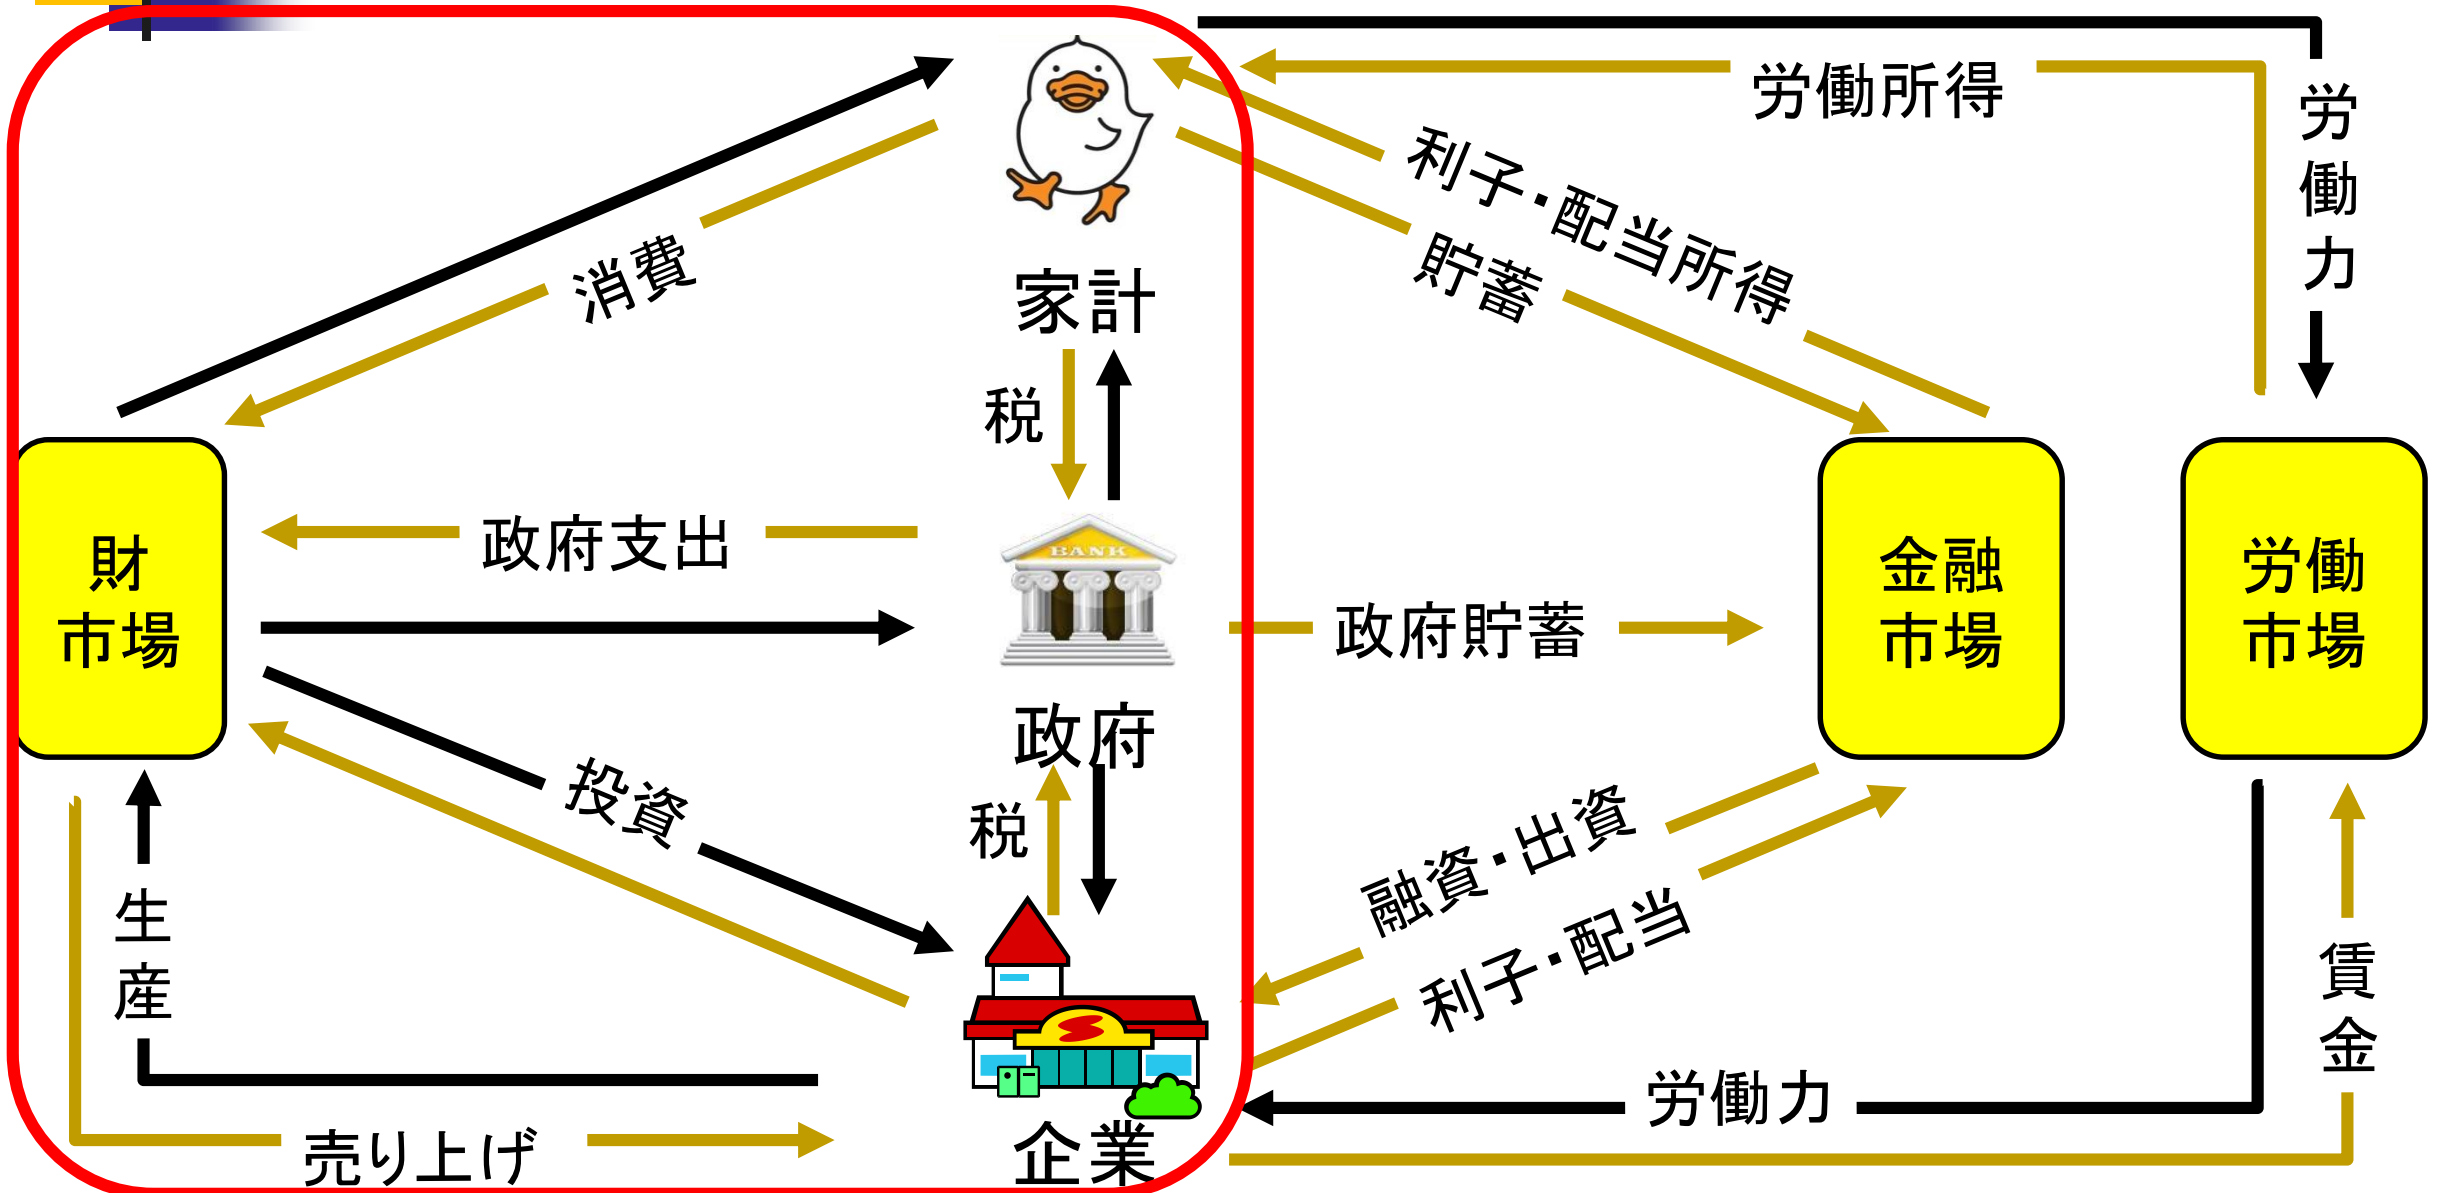 労働所得
労働力
利子・配当所得
貯蓄
消費
家計
税
政府支出
BANK
財
市場
金融
市場
労働
市場
政府貯蓄
政府
投資
税
融資・出資
利子・配当
生産
賃金
労働力
売り上げ
企業